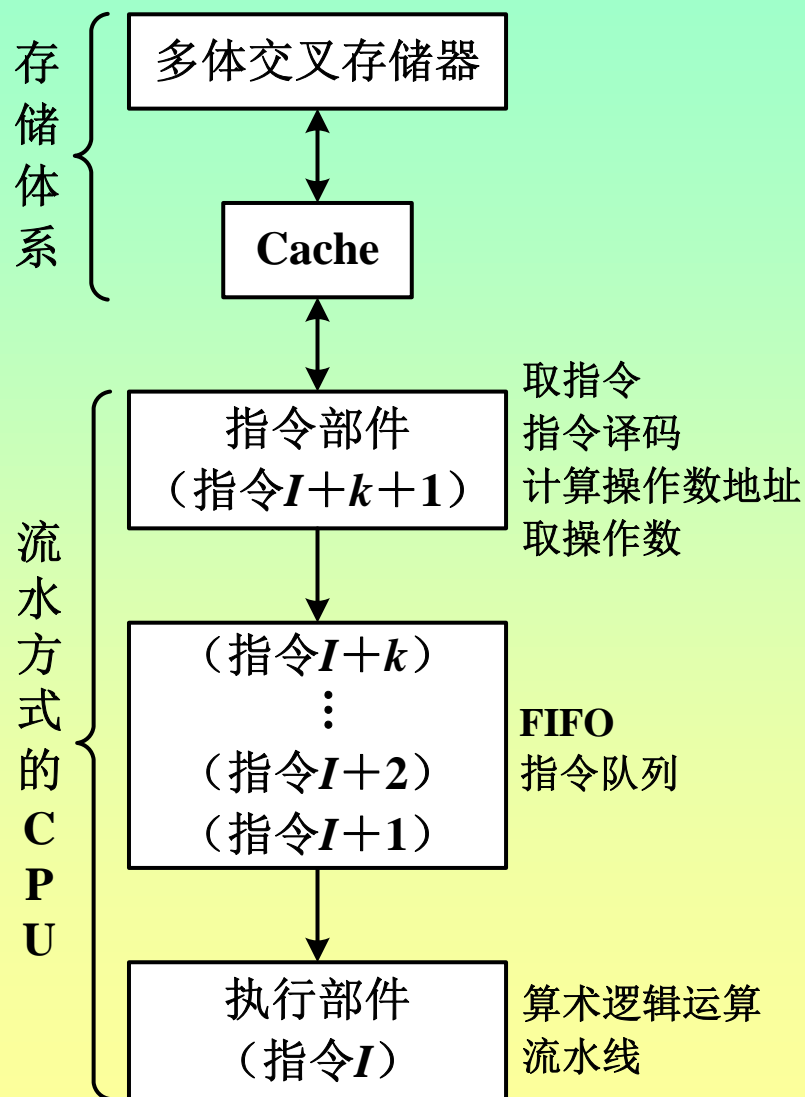 存储体系
多体交叉存储器
Cache
流水方式的CPU
指令部件
（指令I＋k＋1）
取指令
指令译码
计算操作数地址
取操作数
（指令I＋k）
⋮
（指令I＋2）
（指令I＋1）
FIFO
指令队列
执行部件
（指令I）
算术逻辑运算
流水线